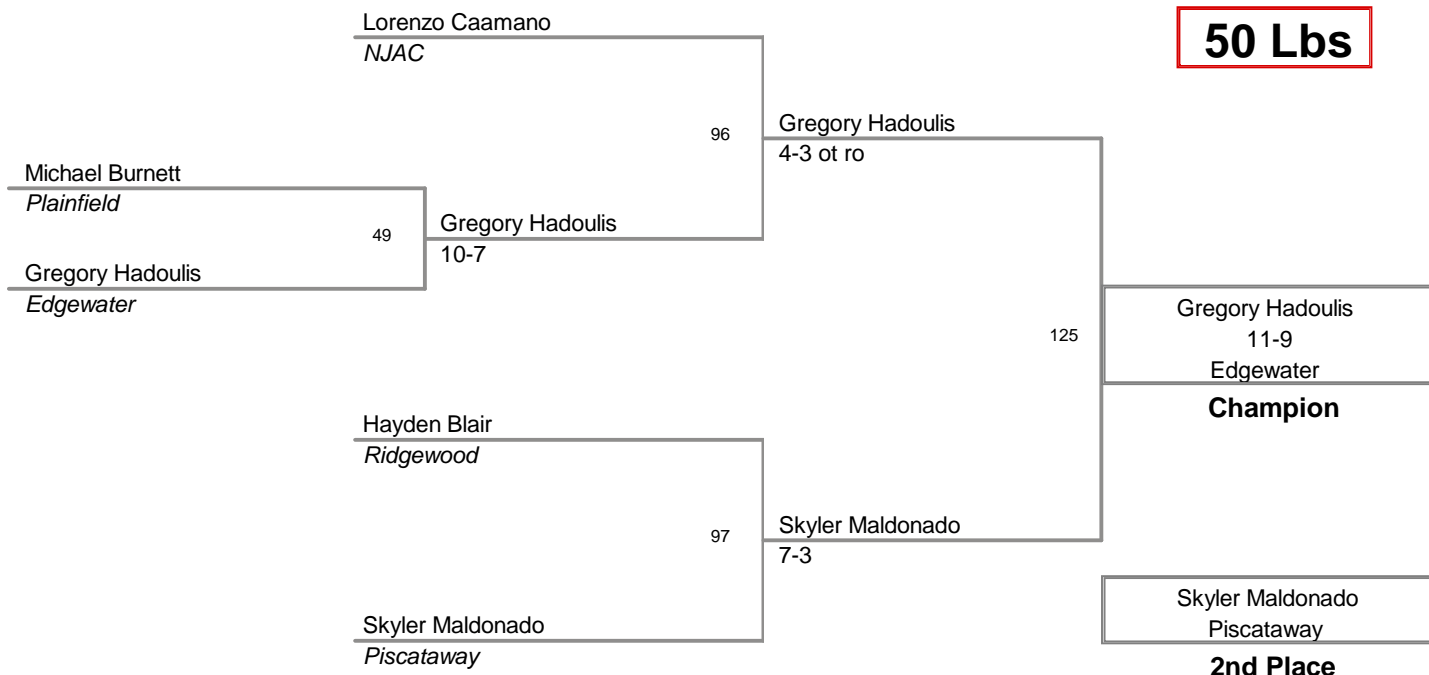 Lorenzo Caamano
NJAC
50 Lbs
96
Gregory Hadoulis
4-3 ot ro
Michael Burnett
Plainfield
49
Gregory Hadoulis
10-7
Gregory Hadoulis
Edgewater
125
Gregory Hadoulis
11-9
Edgewater
Champion
Hayden Blair
Ridgewood
97
Skyler Maldonado
7-3
Skyler Maldonado
Piscataway
Skyler Maldonado
Piscataway
2nd Place